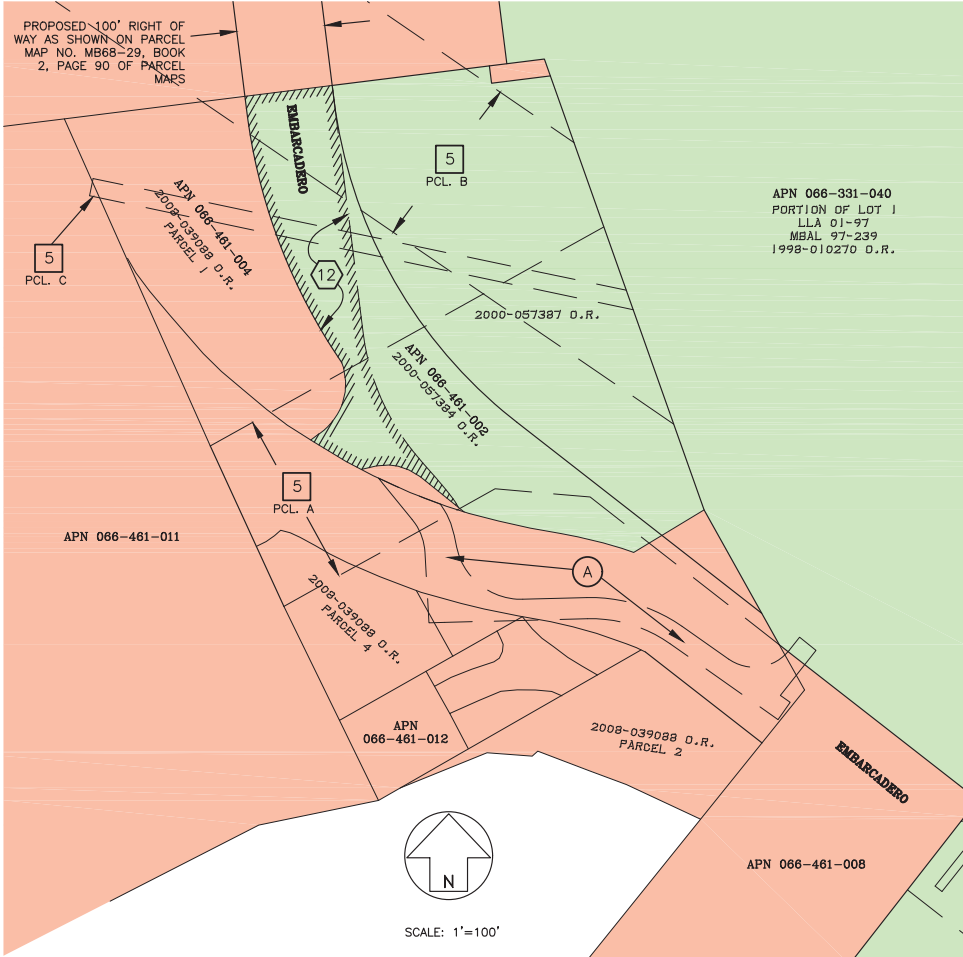 PROPOSED 100' RIGHT OF
WAY AS SHOWN ON PARCEL
MAP NO. MB68-29, BOOK
2, PAGE 90 OF PARCEL
MAPS
EMBARCADERO
5
PCL. B
APN 066-331-040
PORTION OF LOT 1
LLA 01-97
MBAL 97-239
1998-010270 O.R.
APN 066-461-004
2008-039088 O.R.
PARCEL 1
5
PCL. C
12
2000-057387 O.R.
APN 066-461-002
2000-057384 O.R.
5
PCL. A
APN 066-461-011
A
2008-039088 O.R.
PARCEL 4
APN
066-461-012
2008-039088 O.R.
PARCEL 2
EMBARCADERO
APN 066-461-008
N
SCALE: 1'=100'